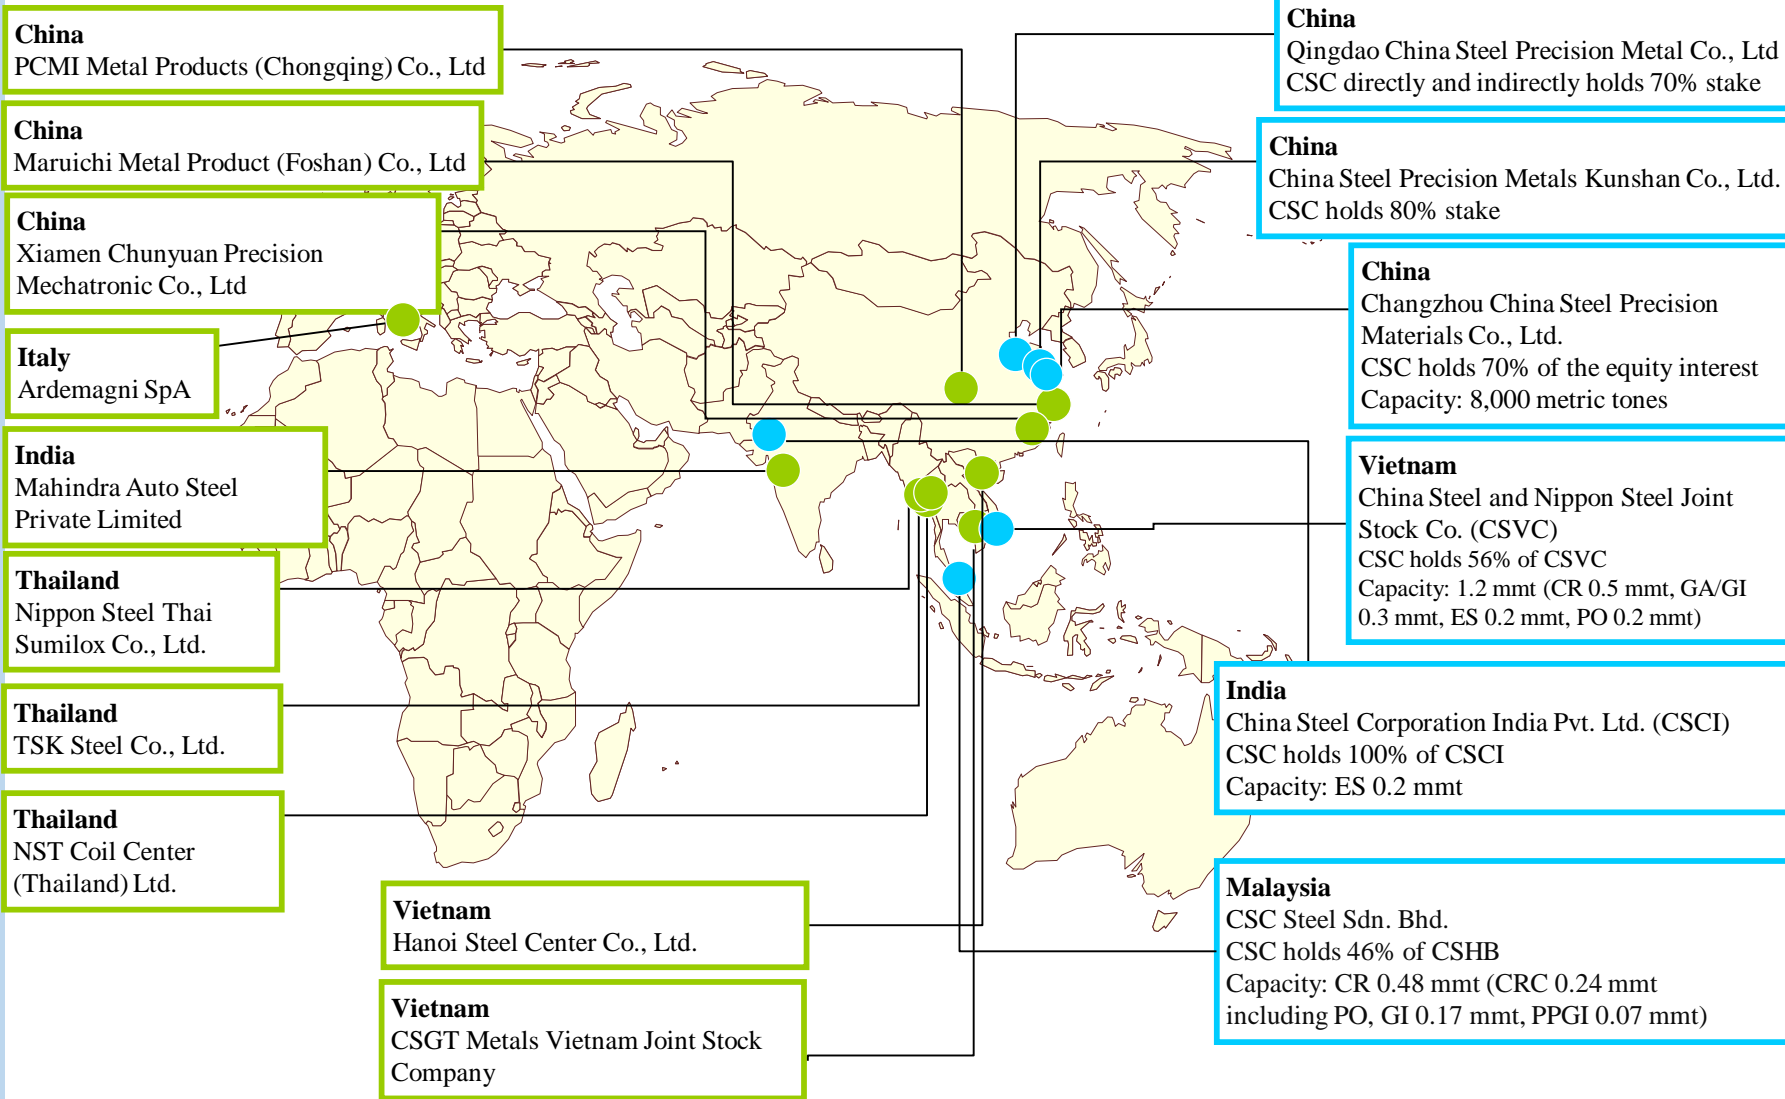 China
PCMI Metal Products (Chongqing) Co., Ltd
China
Maruichi Metal Product (Foshan) Co., Ltd
China
Xiamen Chunyuan Precision
Mechatronic Co., Ltd
Italy
Ardemagni SpA
India
Mahindra Auto Steel
Private Limited
Thailand
Nippon Steel Thai
Sumilox Co., Ltd.
Thailand
TSK Steel Co., Ltd.
Thailand
NST Coil Center
(Thailand) Ltd.
Vietnam
Hanoi Steel Center Co., Ltd.
Vietnam
CSGT Metals Vietnam Joint Stock
Company
China
Qingdao China Steel Precision Metal Co., Ltd
CSC directly and indirectly holds 70% stake
China
China Steel Precision Metals Kunshan Co., Ltd.
CSC holds 80% stake
China
Changzhou China Steel Precision
Materials Co., Ltd.
CSC holds 70% of the equity interest
Capacity: 8,000 metric tones
Vietnam
China Steel and Nippon Steel Joint
Stock Co. (CSVC)
CSC holds 56% of CSVC
Capacity: 1.2 mmt (CR 0.5 mmt, GA/GI
0.3 mmt, ES 0.2 mmt, PO 0.2 mmt)
India
China Steel Corporation India Pvt. Ltd. (CSCI)
CSC holds 100% of CSCI
Capacity: ES 0.2 mmt
Malaysia
CSC Steel Sdn. Bhd.
CSC holds 46% of CSHB
Capacity: CR 0.48 mmt (CRC 0.24 mmt
including PO, GI 0.17 mmt, PPGI 0.07 mmt)